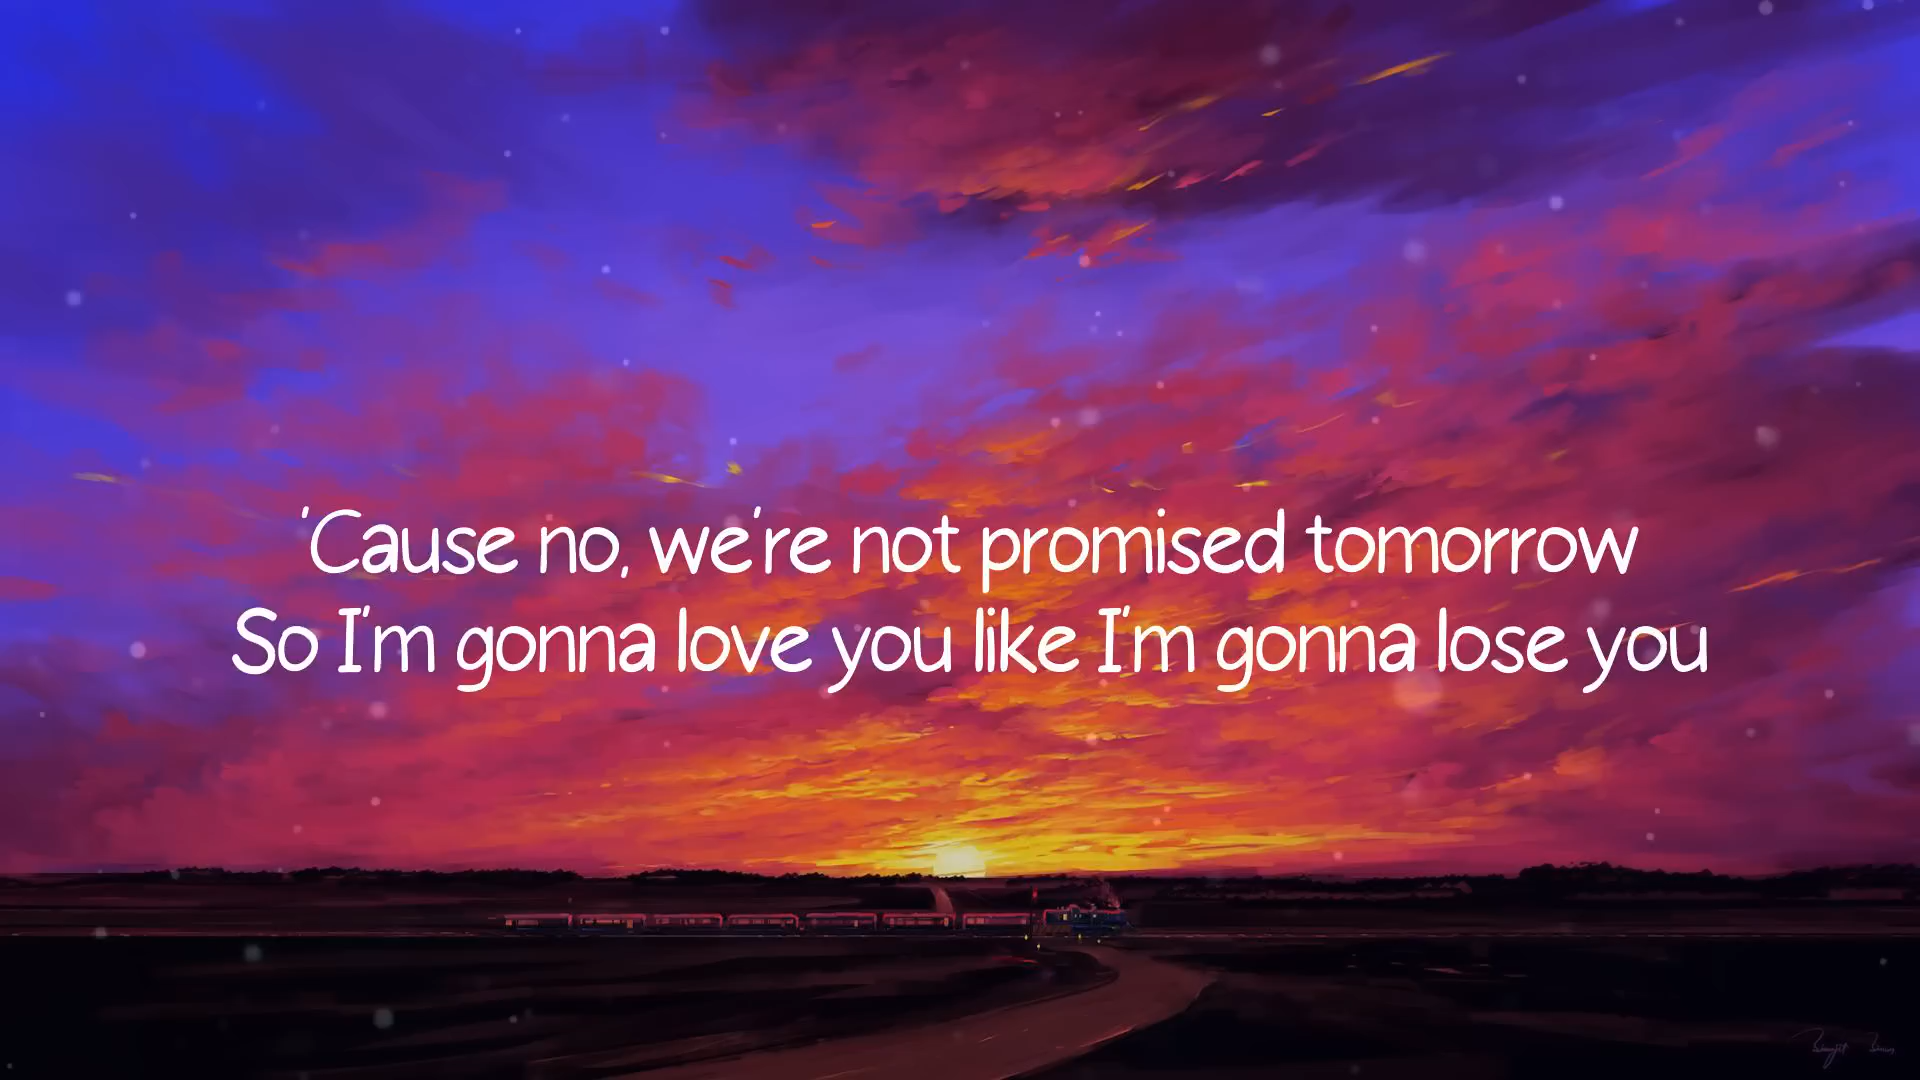 'Cause no, we're not promised tomorrow
So I'm gonna love you like I'm gonna lose you